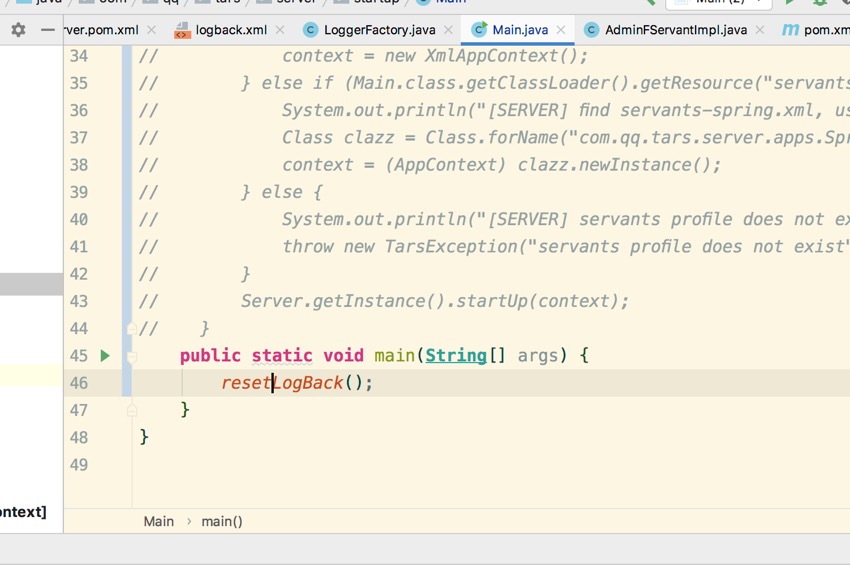 java com qq tars server startup Main Main (2)
rver.pom.xml logback.xml LoggerFactory.java Main.java AdminFServantImpl.java pom.xm
34 // context = new XmlAppContext();
35 // } else if (Main.class.getClassLoader().getResource("servants
36 // System.out.println("[SERVER] find servants-spring.xml, us
37 // Class clazz = Class.forName("com.qq.tars.server.apps.Spr
38 // context = (AppContext) clazz.newInstance();
39 // } else {
40 // System.out.println("[SERVER] servants profile does not ex
41 // throw new TarsException("servants profile does not exist"
42 // }
43 // Server.getInstance().startUp(context);
44 // }
45 public static void main(String[] args) {
46 resetLogBack();
47 }
48 }
49
ontext]
Main › main()